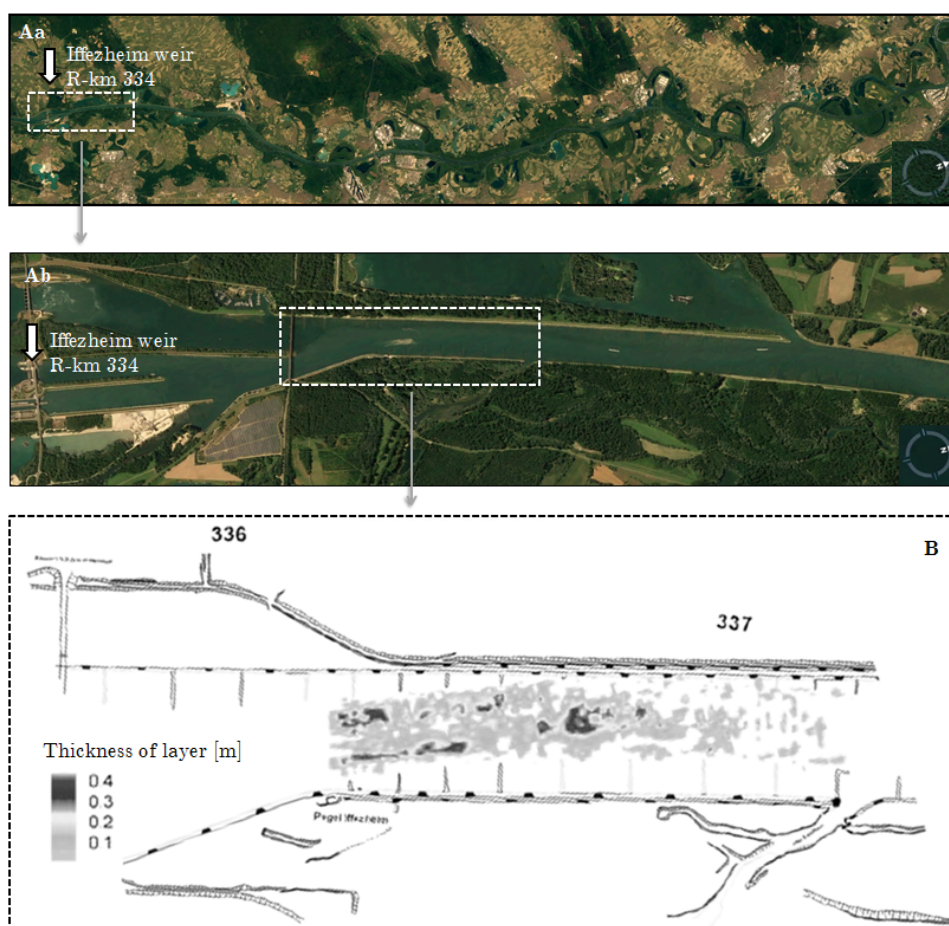 Aa
Iffezheim weir
R-km 334
Ab
Iffezheim weir
R-km 334
B
336
337
Thickness of layer [m]
0.4
0.3
0.2
0.1
Pegel Iffezheim